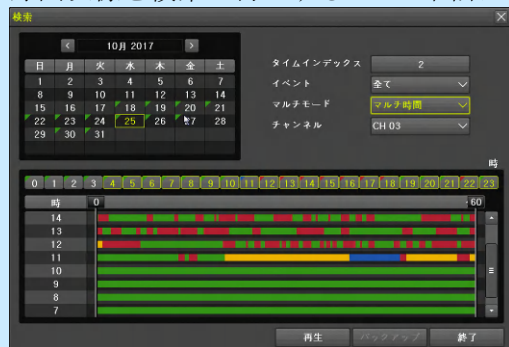 検索
10月 2017
日 月 火 水 木 金 土
1 2 3 4 5 6 7
8 9 10 11 12 13 14
15 16 17 18 19 20 21
22 23 24 25 26 27 28
29 30 31
タイムインデックス 2
イベント 全て
マルチモード マルチ時間
チャンネル CH 03
時
0 1 2 3 4 5 6 7 8 9 10 11 12 13 14 15 16 17 18 19 20 21 22 23
時 0 60
14
13
12
11
10
9
8
7
再生 バックアップ 終了